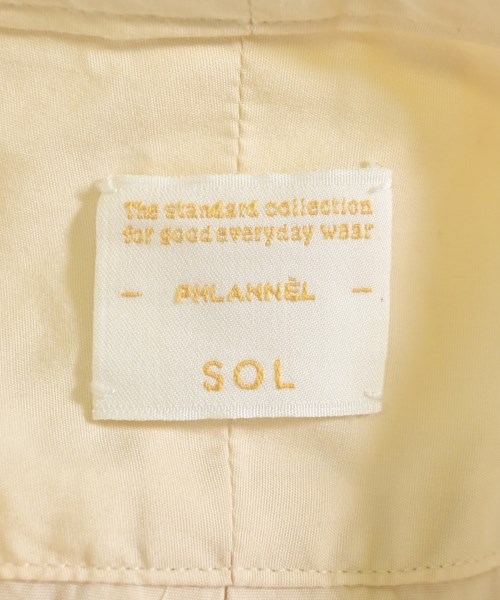 The standard collection
for good everyday wear
- PHLANNÈL -
SOL